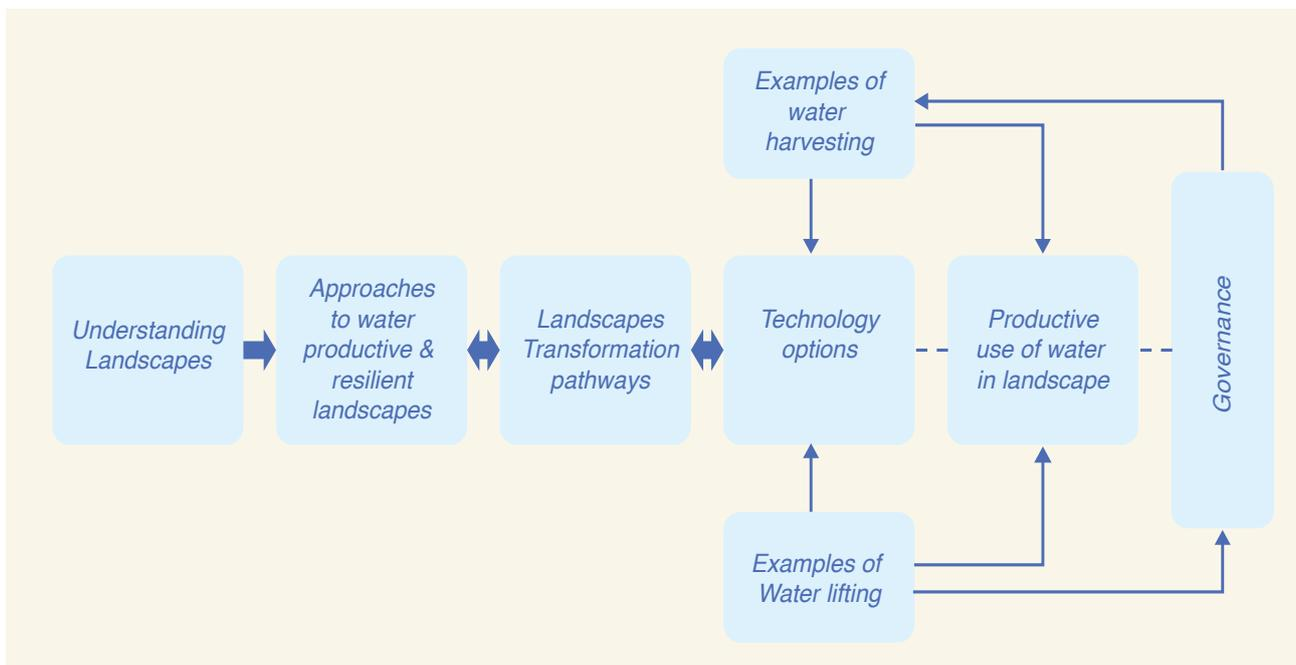 Examples of
water
harvesting
Understanding
Landscapes
Approaches
to water
productive &
resilient
landscapes
Landscapes
Transformation
pathways
Technology
options
Productive
use of water
in landscape
Governance
Examples of
Water lifting